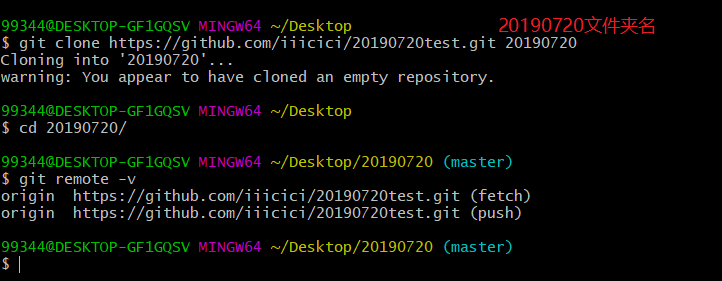 99344@DESKTOP-GF1GQSV MINGW64 ~/Desktop 20190720文件夹名
$ git clone https://github.com/iiicici/20190720test.git 20190720
Cloning into '20190720'...
warning: You appear to have cloned an empty repository.
99344@DESKTOP-GF1GQSV MINGW64 ~/Desktop
$ cd 20190720/
99344@DESKTOP-GF1GQSV MINGW64 ~/Desktop/20190720 (master)
$ git remote -v
origin  https://github.com/iiicici/20190720test.git (fetch)
origin  https://github.com/iiicici/20190720test.git (push)
99344@DESKTOP-GF1GQSV MINGW64 ~/Desktop/20190720 (master)
$